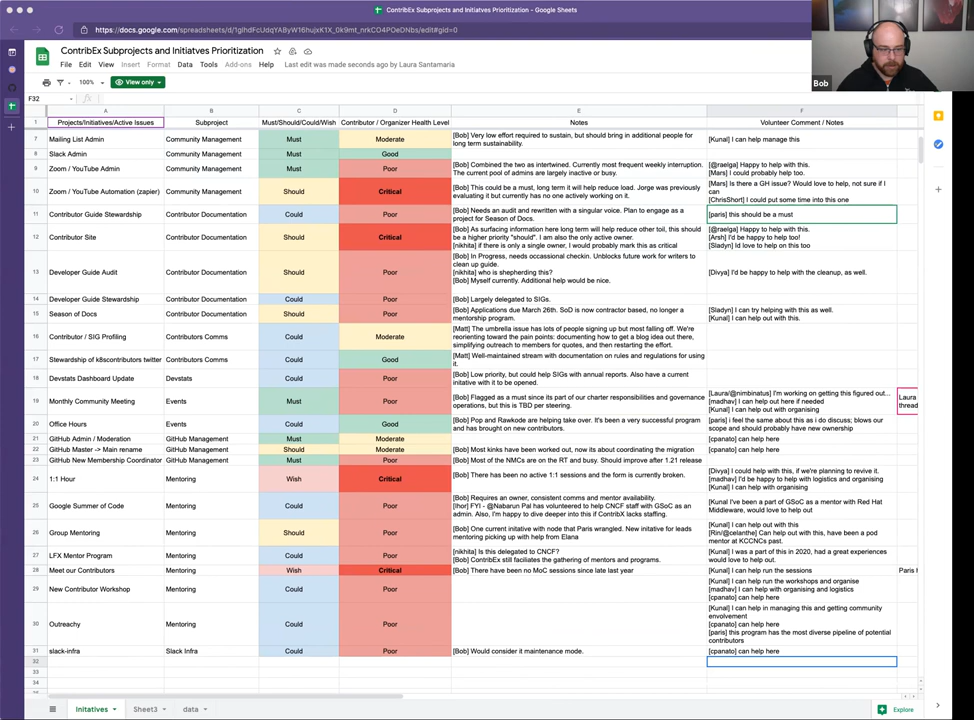 ContribEx Subprojects and Initiatives Prioritization - Google Sheets
https://docs.google.com/spreadsheets/d/
/edit#gid=0
ContribEx Subprojects and Initiatives Prioritization
File Edit View Insert Format Data Tools Add-ons Help Last edit was made seconds ago by Laura Santamaria
100% View only
Bob
F32 fx
A B C D E F
1 Projects/Initiatives/Active Issues Subproject Must/Should/Could/Wish Contributor / Organizer Health Level Notes Volunteer Comment / Notes
7 Mailing List Admin Community Management Must Moderate [Bob] Very low effort required to sustain, but should bring in additional people for
long term sustainability. [Kunal] I can help manage this
8 Slack Admin Community Management Must Good
9 Zoom / YouTube Admin Community Management Must Poor [Bob] Combined the two as intertwined. Currently most frequent weekly interruption.
The current pool of admins are largely inactive or busy. [@raelga] Happy to help with this.
[Mars] I could probably help too.
10 Zoom / YouTube Automation (zapier) Community Management Should Critical [Bob] This could be a must, long term it will help reduce load. Jorge was previously
evaluating it but currently has no one actively working on it. [Mars] is there a GH issue? Would love to help, not sure if I
can
[ChrisShort] I could put some time into this one
11 Contributor Guide Stewardship Contributor Documentation Should Poor [Bob] Needs an audit and rewritten with a singular voice. Plan to engage as a
project for Season of Docs. [paris] this should be a must
12 Contributor Site Contributor Documentation Should Critical [Bob] As surfacing information here long term will help reduce other toil, this should
be a higher priority "should". I am also the only active owner.
[nikhita] if there is only a single owner, I would probably mark this as critical [@raelga] Happy to help with this.
[Arsh] I'd be happy to help too!
[Sladyn] Id love to help on this too
13 Developer Guide Audit Contributor Documentation Should Poor [Bob] In Progress, needs occassional checkin. Unblocks future work for writers to
clean up guide.
[nikhita] who is shepherding this?
[Bob] Myself currently. Additional help would be nice. [Divya] I'd be happy to help with the cleanup, as well.
14 Developer Guide Stewardship Contributor Documentation Could Poor [Bob] Largely delegated to SIGs.
15 Season of Docs Contributor Documentation Should Poor [Bob] Applications due March 26th. SoD is now contractor based, no longer a
mentorship program. [Sladyn] I can try helping with this as well.
[Kunal] I can help out with this.
16 Contributor / SIG Profiling Contributors Comms Could Moderate [Matt] The umbrella issue has lots of people signing up but most falling off. We're
reorienting toward the pain points: documenting how to get a blog idea out there,
simplifying outreach to members for quotes, and then restarting the effort.
17 Stewardship of k8scontributors twitter Contributors Comms Could Good [Matt] Well-maintained stream with documentation on rules and regulations for using
it.
18 Devstats Dashboard Update Devstats Could Poor [Bob] Low priority, but could help SIGs with annual reports. Also have a current
initative with to be opened.
19 Monthly Community Meeting Events Must Poor [Bob] Flagged as a must since its part of our charter responsibilities and governance
operations, but this is TBD per steering. [Laura/@nimbinatus] I'm working on getting this figured out...
[madhav] I can help out here if needed
[Kunal] I can help with organising Laura
thread
20 Office Hours Events Could Good [Bob] Pop and Rawkode are helping take over. It's been a very successful program
and has brought on new contributors. [paris] i feel the same about this as i do discuss; blows our
scope and should probably have new ownership
21 GitHub Admin / Moderation GitHub Management Must Moderate [cpanato] can help here
22 GitHub Master -> Main rename GitHub Management Should Moderate [Bob] Most kinks have been worked out, now its about coordinating the migration [cpanato] can help here
23 GitHub New Membership Coordinator GitHub Management Must Poor [Bob] Most of the NMCs are on the RT and busy. Should improve after 1.21 release
24 1:1 Hour Mentoring Wish Critical [Bob] There has been no active 1:1 sessions and the form is currently broken. [Divya] I could help with this, if we're planning to revive it.
[madhav] I'd be happy to help with logistics and organising
[Kunal] I can help with organising
25 Google Summer of Code Mentoring Could Poor [Bob] Requires an owner, consistent comms and mentor availability.
[Ihor] FYI - @Nabarun Pal has volunteered to help CNCF staff with GSoC as an
admin. Also, I'm happy to dive deeper into this if ContribX lacks staffing. [Kunal I've been a part of GSoC as a mentor with Red Hat
Middleware, would love to help out
26 Group Mentoring Mentoring Should Poor [Bob] One current initative with node that Paris wrangled. New initative for leads
mentoring picking up with help from Elana [Kunal] I can help out with this
[Rin/@celanthe] Can help out with this, have been a pod
mentor at KCCNCs past.
27 LFX Mentor Program Mentoring Could Poor [nikhita] Is this delegated to CNCF?
[Bob] ContribEx still faciliates the gathering of mentors and programs. [Kunal] I was a part of this in 2020, had a great experiences
would love to help out.
28 Meet our Contributors Mentoring Wish Critical [Bob] There have been no MoC sessions since late last year [Kunal] I can help run the sessions Paris
29 New Contributor Workshop Mentoring Could Poor [Kunal] I can help run the workshops and organise
[madhav] I can help with organising and logistics
[cpanato] can help here
30 Outreachy Mentoring Could Poor [Kunal] I can help in managing this and getting community
envolvement
[cpanato] can help here
[paris] this program has the most diverse pipeline of potential
contributors
31 slack-infra Slack Infra Could Poor [Bob] Would consider it maintenance mode. [cpanato] can help here
32
33
34
Initatives Sheet3 data Explore